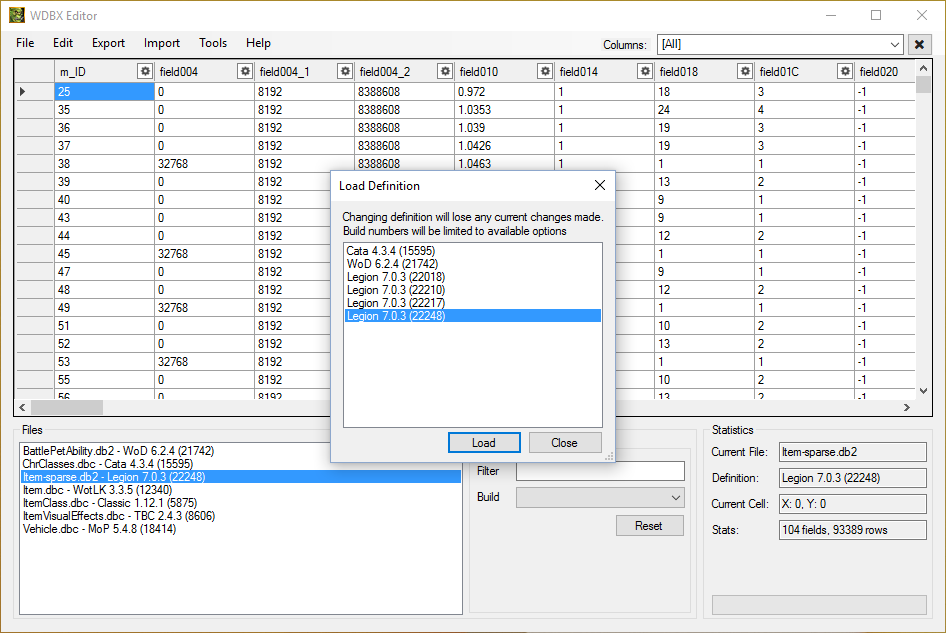 WDBX Editor
File Edit Export Import Tools Help Columns: [All]
m_ID field004 field004_1 field004_2 field010 field014 field018 field01C field020
25 0 8192 8388608 0.972 1 18 3 -1
35 0 8192 8388608 1.0353 1 24 4 -1
36 0 8192 8388608 1.039 1 19 3 -1
37 0 8192 8388608 1.0426 1 19 3 -1
38 32768 8192 8388608 1.0463 1 1 1 -1
39 0 8192 13 2 -1
40 0 8192 9 1 -1
43 0 8192 9 1 -1
44 0 8192 12 2 -1
45 32768 8192 1 1 -1
47 0 8192 9 1 -1
48 0 8192 12 2 -1
49 32768 8192 1 1 -1
51 0 8192 10 2 -1
52 0 8192 13 2 -1
53 32768 8192 1 1 -1
55 0 8192 10 2 -1
56 0 8192 13 2 -1
Load Definition
Changing definition will lose any current changes made.
Build numbers will be limited to available options
Cata 4.3.4 (15595)
WoD 6.2.4 (21742)
Legion 7.0.3 (22018)
Legion 7.0.3 (22210)
Legion 7.0.3 (22217)
Legion 7.0.3 (22248)
Load Close
Files
BattlePetAbility.db2 - WoD 6.2.4 (21742)
ChrClasses.dbc - Cata 4.3.4 (15595)
Item-sparse.db2 - Legion 7.0.3 (22248)
Item.dbc - WotLK 3.3.5 (12340)
ItemClass.dbc - Classic 1.12.1 (5875)
ItemVisualEffects.dbc - TBC 2.4.3 (8606)
Vehicle.dbc - MoP 5.4.8 (18414)
Filter
Build
Reset
Statistics
Current File: Item-sparse.db2
Definition: Legion 7.0.3 (22248)
Current Cell: X: 0, Y: 0
Stats: 104 fields, 93389 rows